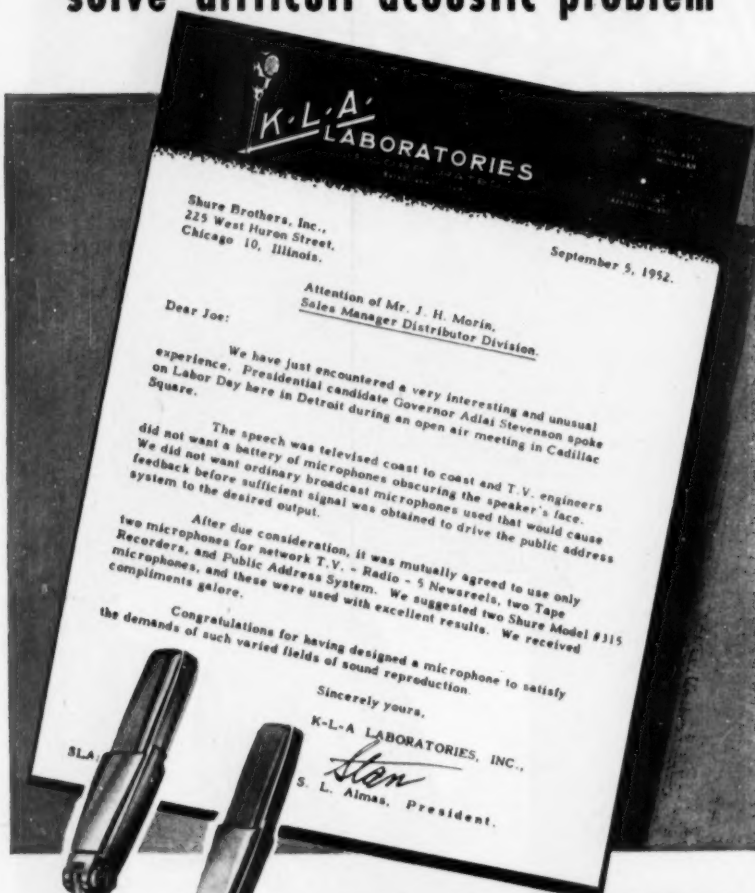 solve difficult acoustic problem
K·L·A·
LABORATORIES
Shure Brothers, Inc.,
225 West Huron Street,
Chicago 10, Illinois.
September 5, 1952.
Attention of Mr. J. H. Morin,
Sales Manager Distributor Division.
Dear Joe:
We have just encountered a very interesting and unusual
experience. Presidential candidate Governor Adlai Stevenson spoke
on Labor Day here in Detroit during an open air meeting in Cadillac
Square.
The speech was televised coast to coast and T.V. engineers
did not want a battery of microphones obscuring the speaker's face.
We did not want ordinary broadcast microphones used that would cause
feedback before sufficient signal was obtained to drive the public address
system to the desired output.
After due consideration, it was mutually agreed to use only
two microphones for network T.V. - Radio - 5 Newsreels, two Tape
Recorders, and Public Address System. We suggested two Shure Model #315
microphones, and these were used with excellent results. We received
compliments galore.
Congratulations for having designed a microphone to satisfy
the demands of such varied fields of sound reproduction.
Sincerely yours,
K-L-A LABORATORIES, INC.,
Stan
S. L. Almas, President.
SLA: